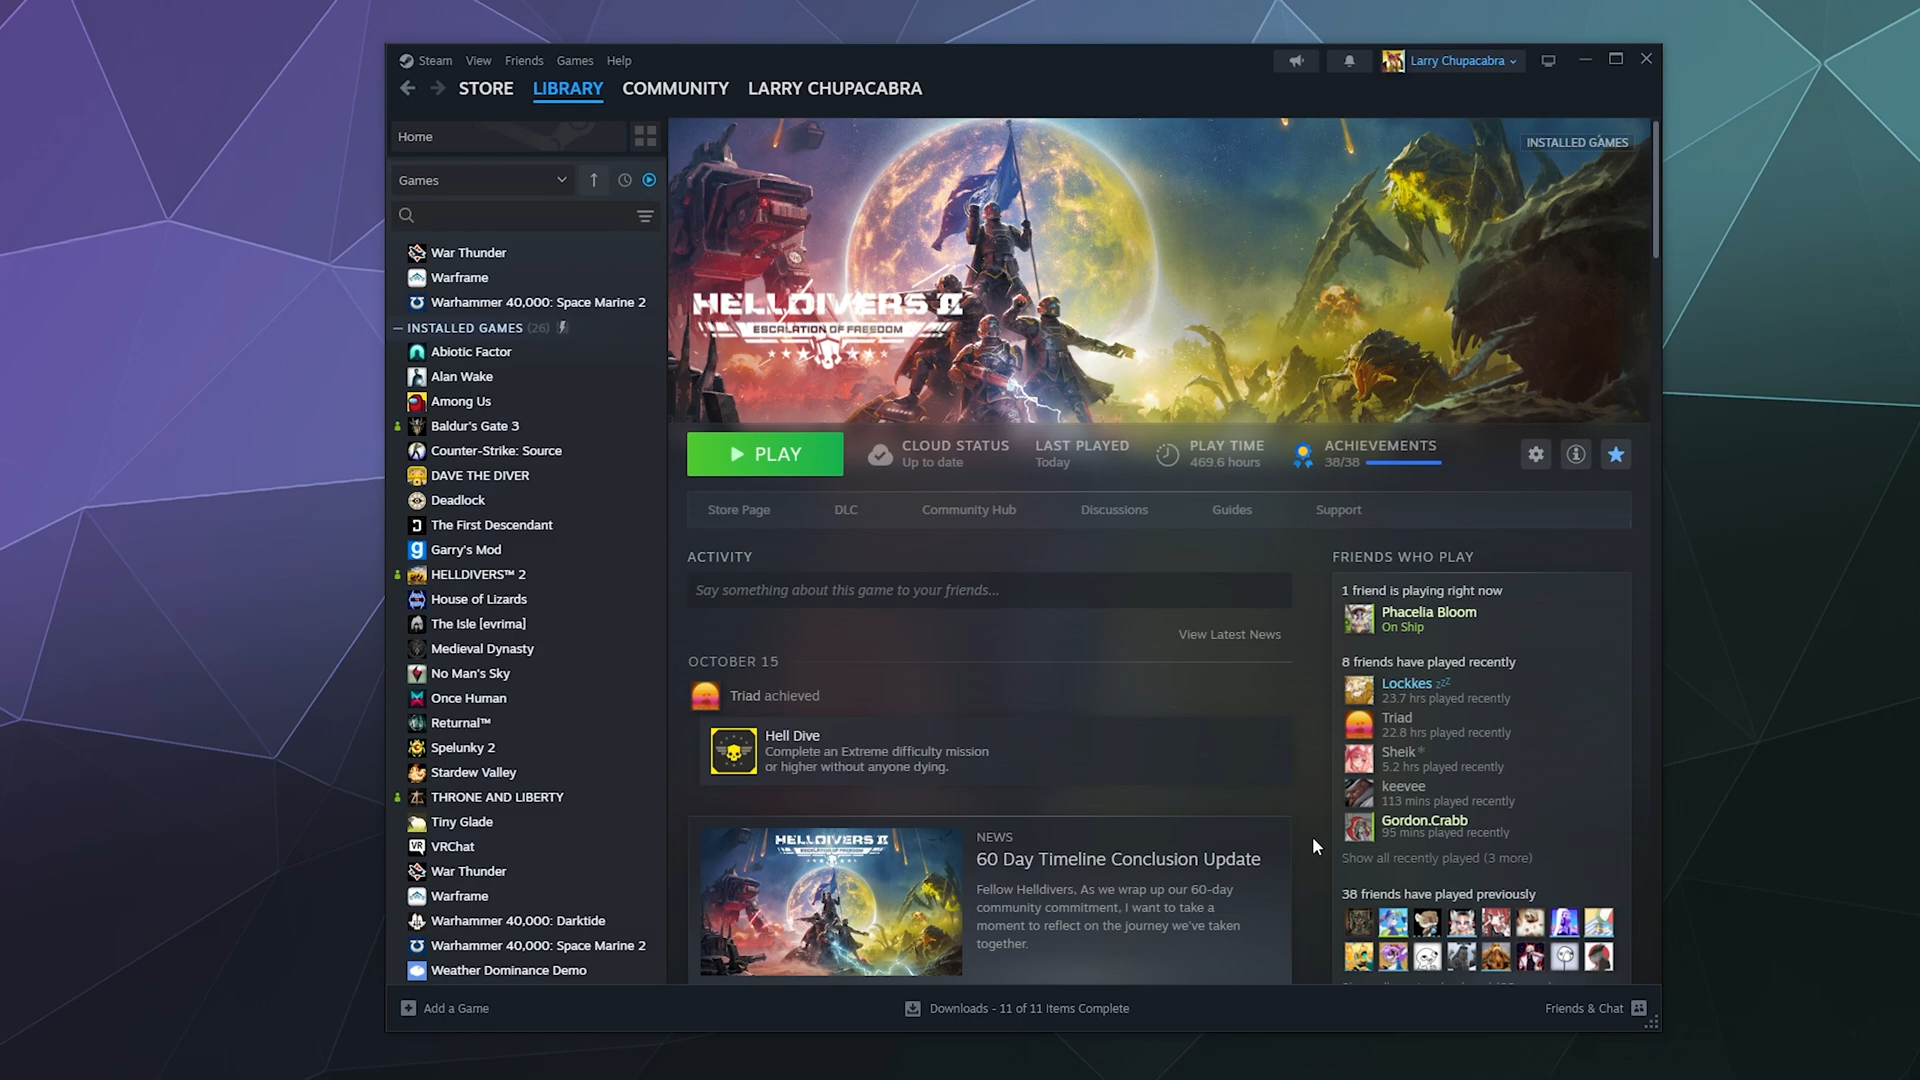 Steam View Friends Games Help
Larry Chupacabra
STORE LIBRARY COMMUNITY LARRY CHUPACABRA
Home
Games
War Thunder
Warframe
Warhammer 40,000: Space Marine 2
INSTALLED GAMES (26)
Abiotic Factor
Alan Wake
Among Us
Baldur's Gate 3
Counter-Strike: Source
DAVE THE DIVER
Deadlock
The First Descendant
Garry's Mod
HELLDIVERS™ 2
House of Lizards
The Isle [evrima]
Medieval Dynasty
No Man's Sky
Once Human
Returnal™
Spelunky 2
Stardew Valley
THRONE AND LIBERTY
Tiny Glade
VRChat
War Thunder
Warframe
Warhammer 40,000: Darktide
Warhammer 40,000: Space Marine 2
Weather Dominance Demo
INSTALLED GAMES
HELLDIVERS II
ESCALATION OF FREEDOM
PLAY
CLOUD STATUS
Up to date
LAST PLAYED
Today
PLAY TIME
469.6 hours
ACHIEVEMENTS
38/38
Store Page DLC Community Hub Discussions Guides Support
ACTIVITY
Say something about this game to your friends...
View Latest News
OCTOBER 15
Triad achieved
Hell Dive
Complete an Extreme difficulty mission
or higher without anyone dying.
HELLDIVERS II
ESCALATION OF FREEDOM
NEWS
60 Day Timeline Conclusion Update
Fellow Helldivers, As we wrap up our 60-day
community commitment, I want to take a
moment to reflect on the journey we've taken
together.
FRIENDS WHO PLAY
1 friend is playing right now
Phacelia Bloom
On Ship
8 friends have played recently
Lockkes zzz
23.7 hrs played recently
Triad
22.8 hrs played recently
Sheik *
5.2 hrs played recently
keevee
113 mins played recently
Gordon.Crabb
95 mins played recently
Show all recently played (3 more)
38 friends have played previously
Add a Game
Downloads - 11 of 11 Items Complete
Friends & Chat